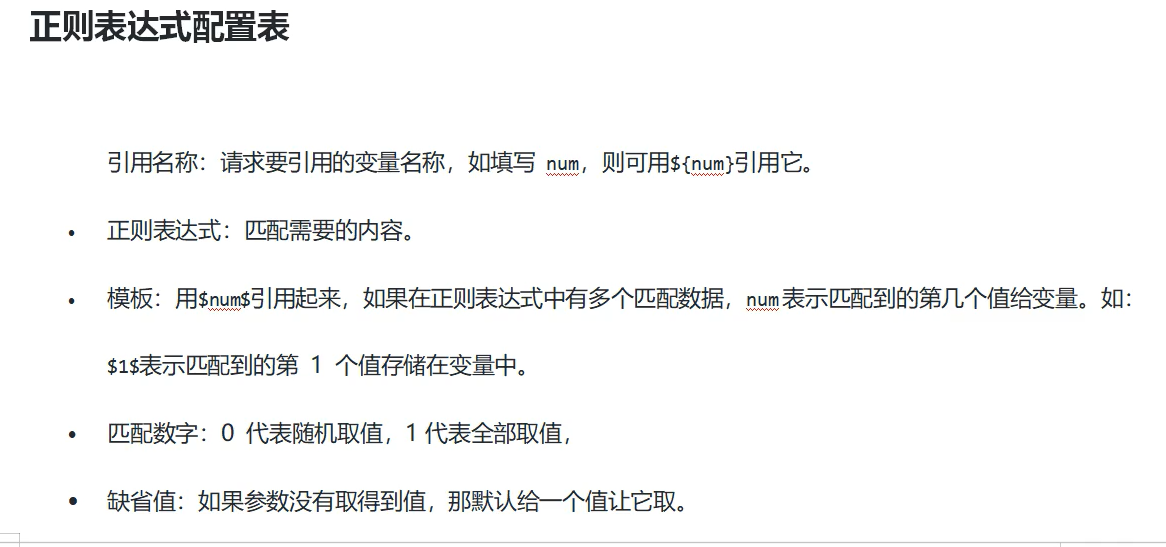 正则表达式配置表
引用名称：请求要引用的变量名称，如填写 num，则可用${num}引用它。
• 正则表达式：匹配需要的内容。
• 模板：用$num$引用起来，如果在正则表达式中有多个匹配数据，num表示匹配到的第几个值给变量。如：
$1$表示匹配到的第 1 个值存储在变量中。
• 匹配数字：0 代表随机取值，1 代表全部取值，
• 缺省值：如果参数没有取得到值，那默认给一个值让它取。